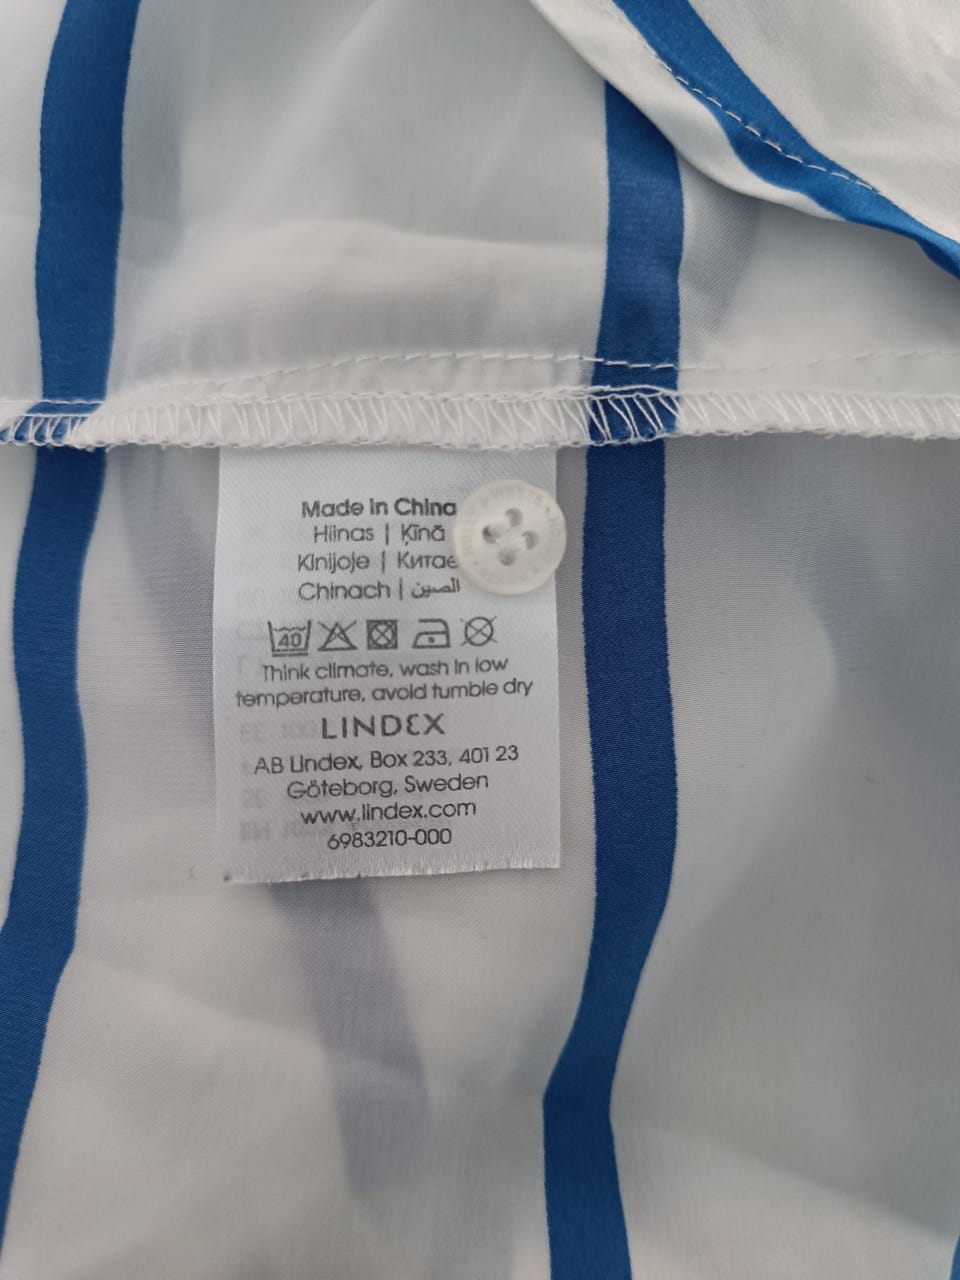 Made in China
Hiinas | Ķīnā
Kinijoje | Китае
Chinach | الصين
40
Think climate, wash in low
temperature, avoid tumble dry
LINDEX
AB Lindex, Box 233, 401 23
Göteborg, Sweden
www.lindex.com
6983210-000